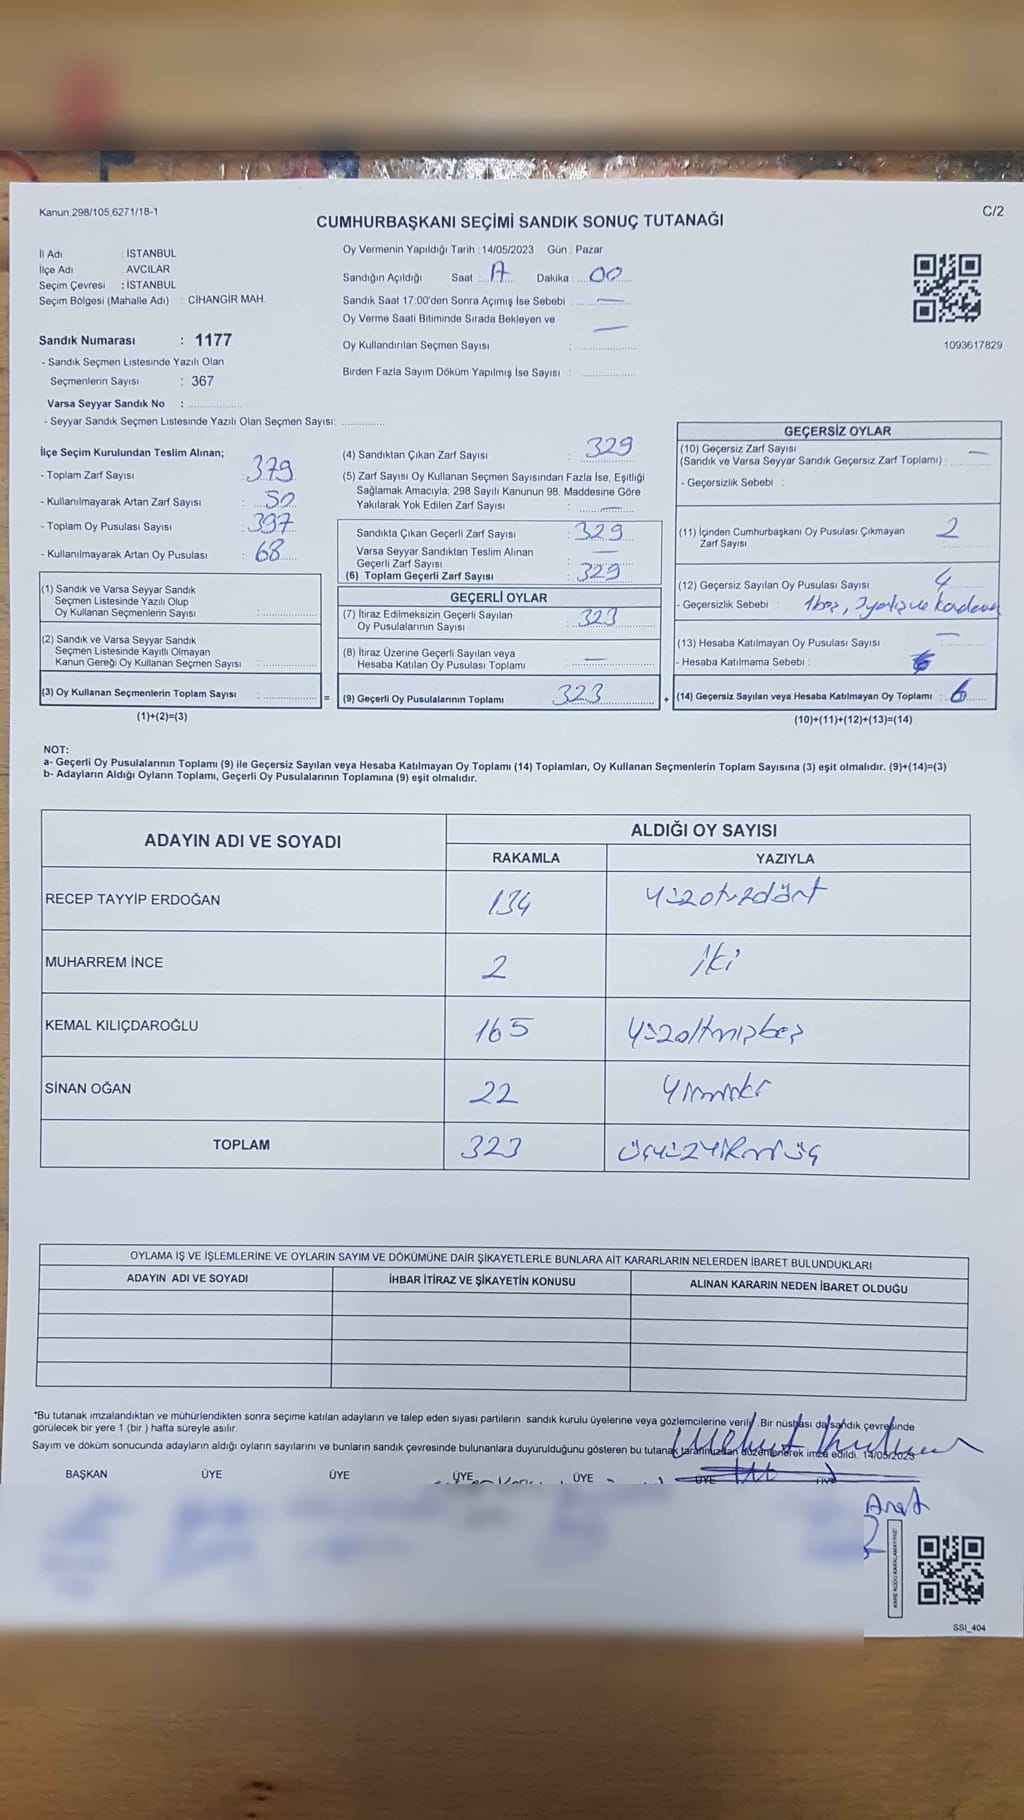 Kanun;298/105,6271/18-1
C/2
CUMHURBAŞKANI SEÇİMİ SANDIK SONUÇ TUTANAĞI
İl Adı : İSTANBUL
İlçe Adı : AVCILAR
Seçim Çevresi : İSTANBUL
Seçim Bölgesi (Mahalle Adı) : CİHANGİR MAH.
Sandık Numarası : 1177
- Sandık Seçmen Listesinde Yazılı Olan
Seçmenlerin Sayısı : 367
Varsa Seyyar Sandık No :
- Seyyar Sandık Seçmen Listesinde Yazılı Olan Seçmen Sayısı:
Oy Vermenin Yapıldığı Tarih : 14/05/2023 Gün : Pazar
Sandığın Açıldığı Saat : Dakika : 00
Sandık Saat 17:00'den Sonra Açımış İse Sebebi : —
Oy Verme Saati Bitiminde Sırada Bekleyen ve
Oy Kullandırılan Seçmen Sayısı : —
Birden Fazla Sayım Döküm Yapılmış İse Sayısı :
1093617829
İlçe Seçim Kurulundan Teslim Alınan;
- Toplam Zarf Sayısı : 379
- Kullanılmayarak Artan Zarf Sayısı : 50
- Toplam Oy Pusulası Sayısı : 397
- Kullanılmayarak Artan Oy Pusulası : 68
(1) Sandık ve Varsa Seyyar Sandık
Seçmen Listesinde Yazılı Olup
Oy Kullanan Seçmenlerin Sayısı :
(2) Sandık ve Varsa Seyyar Sandık
Seçmen Listesinde Kayıtlı Olmayan
Kanun Gereği Oy Kullanan Seçmen Sayısı :
(3) Oy Kullanan Seçmenlerin Toplam Sayısı : =
(1)+(2)=(3)
(4) Sandıktan Çıkan Zarf Sayısı : 329
(5) Zarf Sayısı Oy Kullanan Seçmen Sayısından Fazla İse, Eşitliği
Sağlamak Amacıyla; 298 Sayılı Kanunun 98. Maddesine Göre
Yakılarak Yok Edilen Zarf Sayısı : —
Sandıkta Çıkan Geçerli Zarf Sayısı : 329
Varsa Seyyar Sandıktan Teslim Alınan
Geçerli Zarf Sayısı : —
(6) Toplam Geçerli Zarf Sayısı : 329
GEÇERLİ OYLAR
(7) İtiraz Edilmeksizin Geçerli Sayılan
Oy Pusulalarının Sayısı : 323
(8) İtiraz Üzerine Geçerli Sayılan veya
Hesaba Katılan Oy Pusulası Toplamı : —
(9) Geçerli Oy Pusulalarının Toplamı 323 +
GEÇERSİZ OYLAR
(10) Geçersiz Zarf Sayısı
(Sandık ve Varsa Seyyar Sandık Geçersiz Zarf Toplamı) : —
- Geçersizlik Sebebi :
(11) İçinden Cumhurbaşkanı Oy Pusulası Çıkmayan
Zarf Sayısı : 2
(12) Geçersiz Sayılan Oy Pusulası Sayısı : 4
- Geçersizlik Sebebi : 1 boş, 3
(13) Hesaba Katılmayan Oy Pusulası Sayısı : —
- Hesaba Katılmama Sebebi :
(14) Geçersiz Sayılan veya Hesaba Katılmayan Oy Toplamı : 6
(10)+(11)+(12)+(13)=(14)
NOT:
a- Geçerli Oy Pusulalarının Toplamı (9) ile Geçersiz Sayılan veya Hesaba Katılmayan Oy Toplamı (14) Toplamları, Oy Kullanan Seçmenlerin Toplam Sayısına (3) eşit olmalıdır. (9)+(14)=(3)
b- Adayların Aldığı Oyların Toplamı, Geçerli Oy Pusulalarının Toplamına (9) eşit olmalıdır.
ADAYIN ADI VE SOYADI
ALDIĞI OY SAYISI
RAKAMLA YAZIYLA
RECEP TAYYİP ERDOĞAN 134 yüzotuzdört
MUHARREM İNCE 2 iki
KEMAL KILIÇDAROĞLU 165 yüzaltmışbeş
SİNAN OĞAN 22 yirmiiki
TOPLAM 323 üçyüzyirmiüç
OYLAMA İŞ VE İŞLEMLERİNE VE OYLARIN SAYIM VE DÖKÜMÜNE DAİR ŞİKAYETLERLE BUNLARA AİT KARARLARIN NELERDEN İBARET BULUNDUKLARI
ADAYIN ADI VE SOYADI İHBAR İTİRAZ VE ŞİKAYETİN KONUSU ALINAN KARARIN NEDEN İBARET OLDUĞU
*Bu tutanak imzalandıktan ve mühürlendikten sonra seçime katılan adayların ve talep eden siyasi partilerin sandık kurulu üyelerine veya gözlemcilerine verilir. Bir nüshası da sandık çevresinde
görülecek bir yere 1 (bir) hafta süreyle asılır.
Sayım ve döküm sonucunda adayların aldığı oyların sayılarını ve bunların sandık çevresinde bulunanlara duyurulduğunu gösteren bu tutanak tarafımızdan düzenlenerek imza edildi. 14/05/2023
BAŞKAN ÜYE ÜYE ÜYE ÜYE ÜYE ÜYE
SSI_404